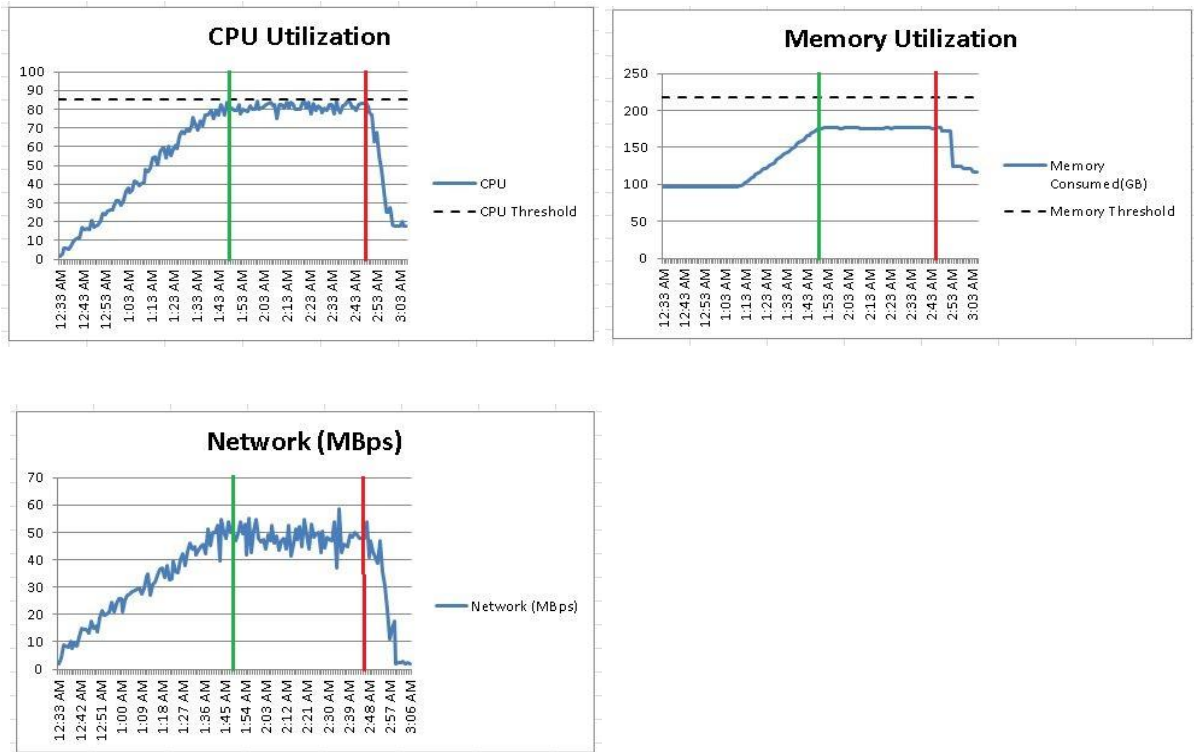 CPU Utilization
100
90
80
70
60
50
40
30
20
10
0
12:33 AM
12:43 AM
12:53 AM
1:03 AM
1:13 AM
1:23 AM
1:33 AM
1:43 AM
1:53 AM
2:03 AM
2:13 AM
2:23 AM
2:33 AM
2:43 AM
2:53 AM
3:03 AM
CPU
CPU Threshold
Memory Utilization
250
200
150
100
50
0
12:33 AM
12:43 AM
12:53 AM
1:03 AM
1:13 AM
1:23 AM
1:33 AM
1:43 AM
1:53 AM
2:03 AM
2:13 AM
2:23 AM
2:33 AM
2:43 AM
2:53 AM
3:03 AM
Memory
Consumed(GB)
Memory Threshold
Network (MBps)
70
60
50
40
30
20
10
0
12:33 AM
12:42 AM
12:51 AM
1:00 AM
1:09 AM
1:18 AM
1:27 AM
1:36 AM
1:45 AM
1:54 AM
2:03 AM
2:12 AM
2:21 AM
2:30 AM
2:39 AM
2:48 AM
2:57 AM
3:06 AM
Network (MBps)